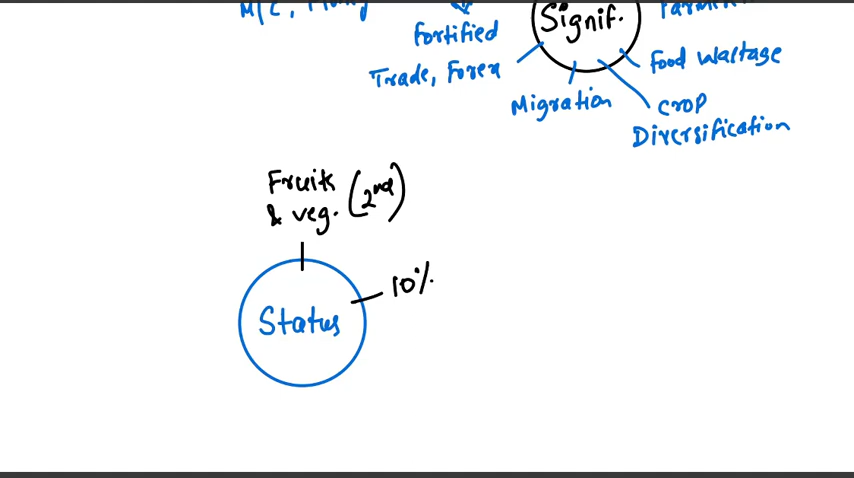 Fortified
Signif.
Trade, Forex
Food Wastage
Migration
Crop
Diversification
Fruits
& veg. (2nd)
10%
Status